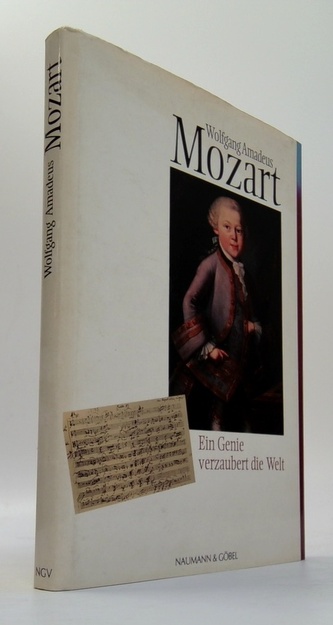 Wolfgang Amadeus Mozart
Wolfgang Amadeus
Mozart
Ein Genie
verzaubert die Welt
NAUMANN & GÖBEL
NGV